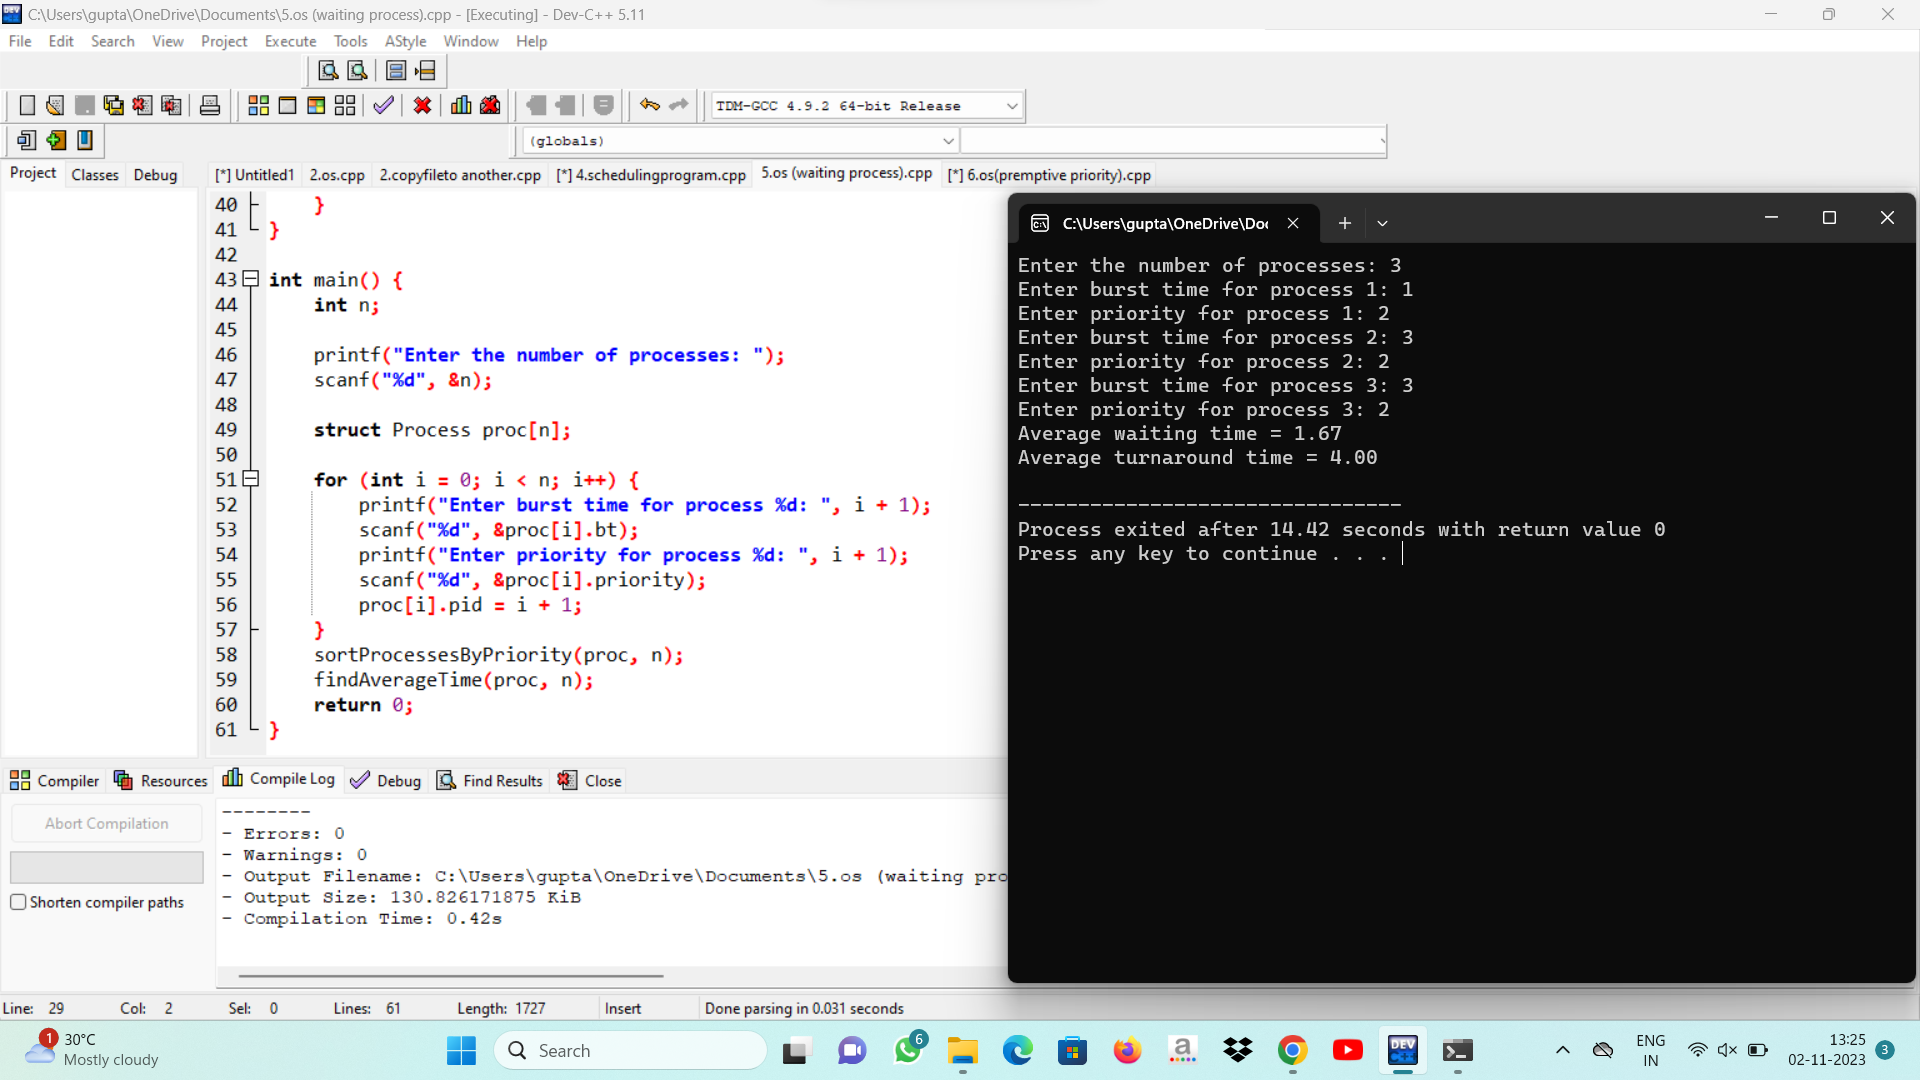 C:\Users\gupta\OneDrive\Documents\5.os (waiting process).cpp - [Executing] - Dev-C++ 5.11
File Edit Search View Project Execute Tools AStyle Window Help
TDM-GCC 4.9.2 64-bit Release
(globals)
Project Classes Debug
[*] Untitled1 2.os.cpp 2.copyfileto another.cpp [*] 4.schedulingprogram.cpp 5.os (waiting process).cpp [*] 6.os(premptive priority).cpp
40 }
41 }
42
43 int main() {
44 int n;
45
46 printf("Enter the number of processes: ");
47 scanf("%d", &n);
48
49 struct Process proc[n];
50
51 for (int i = 0; i < n; i++) {
52 printf("Enter burst time for process %d: ", i + 1);
53 scanf("%d", &proc[i].bt);
54 printf("Enter priority for process %d: ", i + 1);
55 scanf("%d", &proc[i].priority);
56 proc[i].pid = i + 1;
57 }
58 sortProcessesByPriority(proc, n);
59 findAverageTime(proc, n);
60 return 0;
61 }
C:\Users\gupta\OneDrive\Doc
Enter the number of processes: 3
Enter burst time for process 1: 1
Enter priority for process 1: 2
Enter burst time for process 2: 3
Enter priority for process 2: 2
Enter burst time for process 3: 3
Enter priority for process 3: 2
Average waiting time = 1.67
Average turnaround time = 4.00
--------------------------------
Process exited after 14.42 seconds with return value 0
Press any key to continue . . .
Compiler Resources Compile Log Debug Find Results Close
Abort Compilation
Shorten compiler paths
--------
- Errors: 0
- Warnings: 0
- Output Filename: C:\Users\gupta\OneDrive\Documents\5.os (waiting pro
- Output Size: 130.826171875 KiB
- Compilation Time: 0.42s
Line: 29 Col: 2 Sel: 0 Lines: 61 Length: 1727 Insert Done parsing in 0.031 seconds
1
30°C
Mostly cloudy
Search
6
a
DEV
C++
ENG
IN
13:25
02-11-2023
3